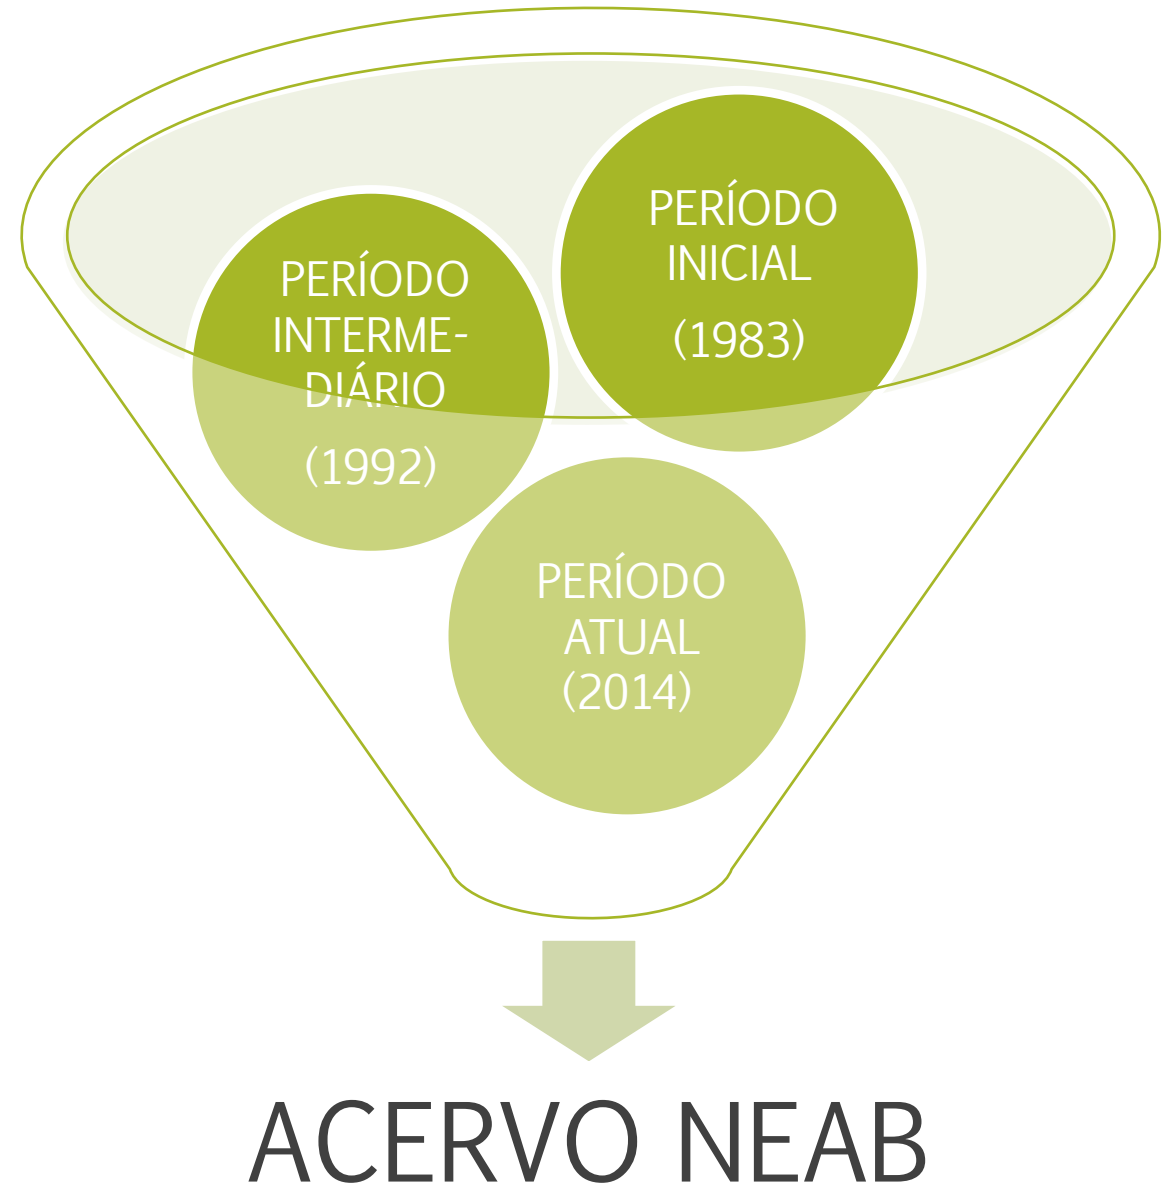 PERÍODO
INICIAL
(1983)
PERÍODO
INTERME-
DIÁRIO
(1992)
PERÍODO
ATUAL
(2014)
ACERVO NEAB